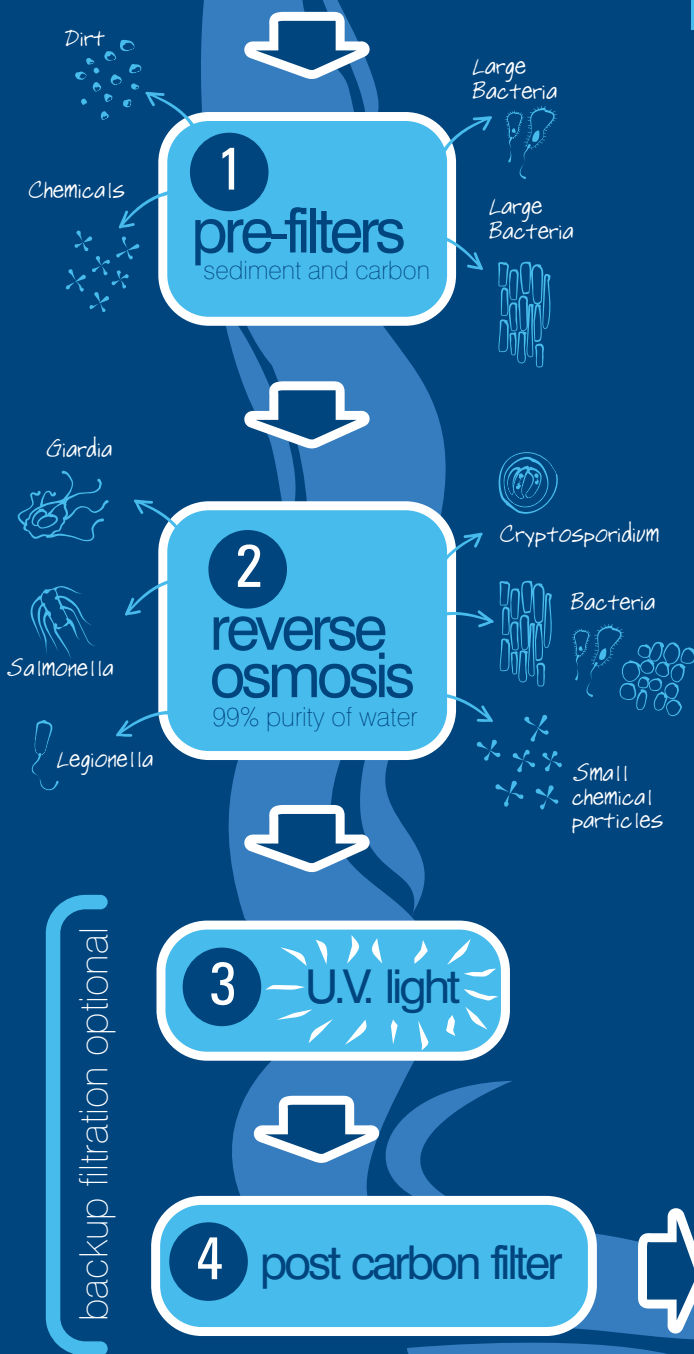 Dirt
Large
Bacteria
1
pre-filters
sediment and carbon
Chemicals
Large
Bacteria
Giardia
Cryptosporidium
2
reverse
osmosis
99% purity of water
Bacteria
Salmonella
Legionella
Small
chemical
particles
backup filtration optional
3
U.V. light
4
post carbon filter